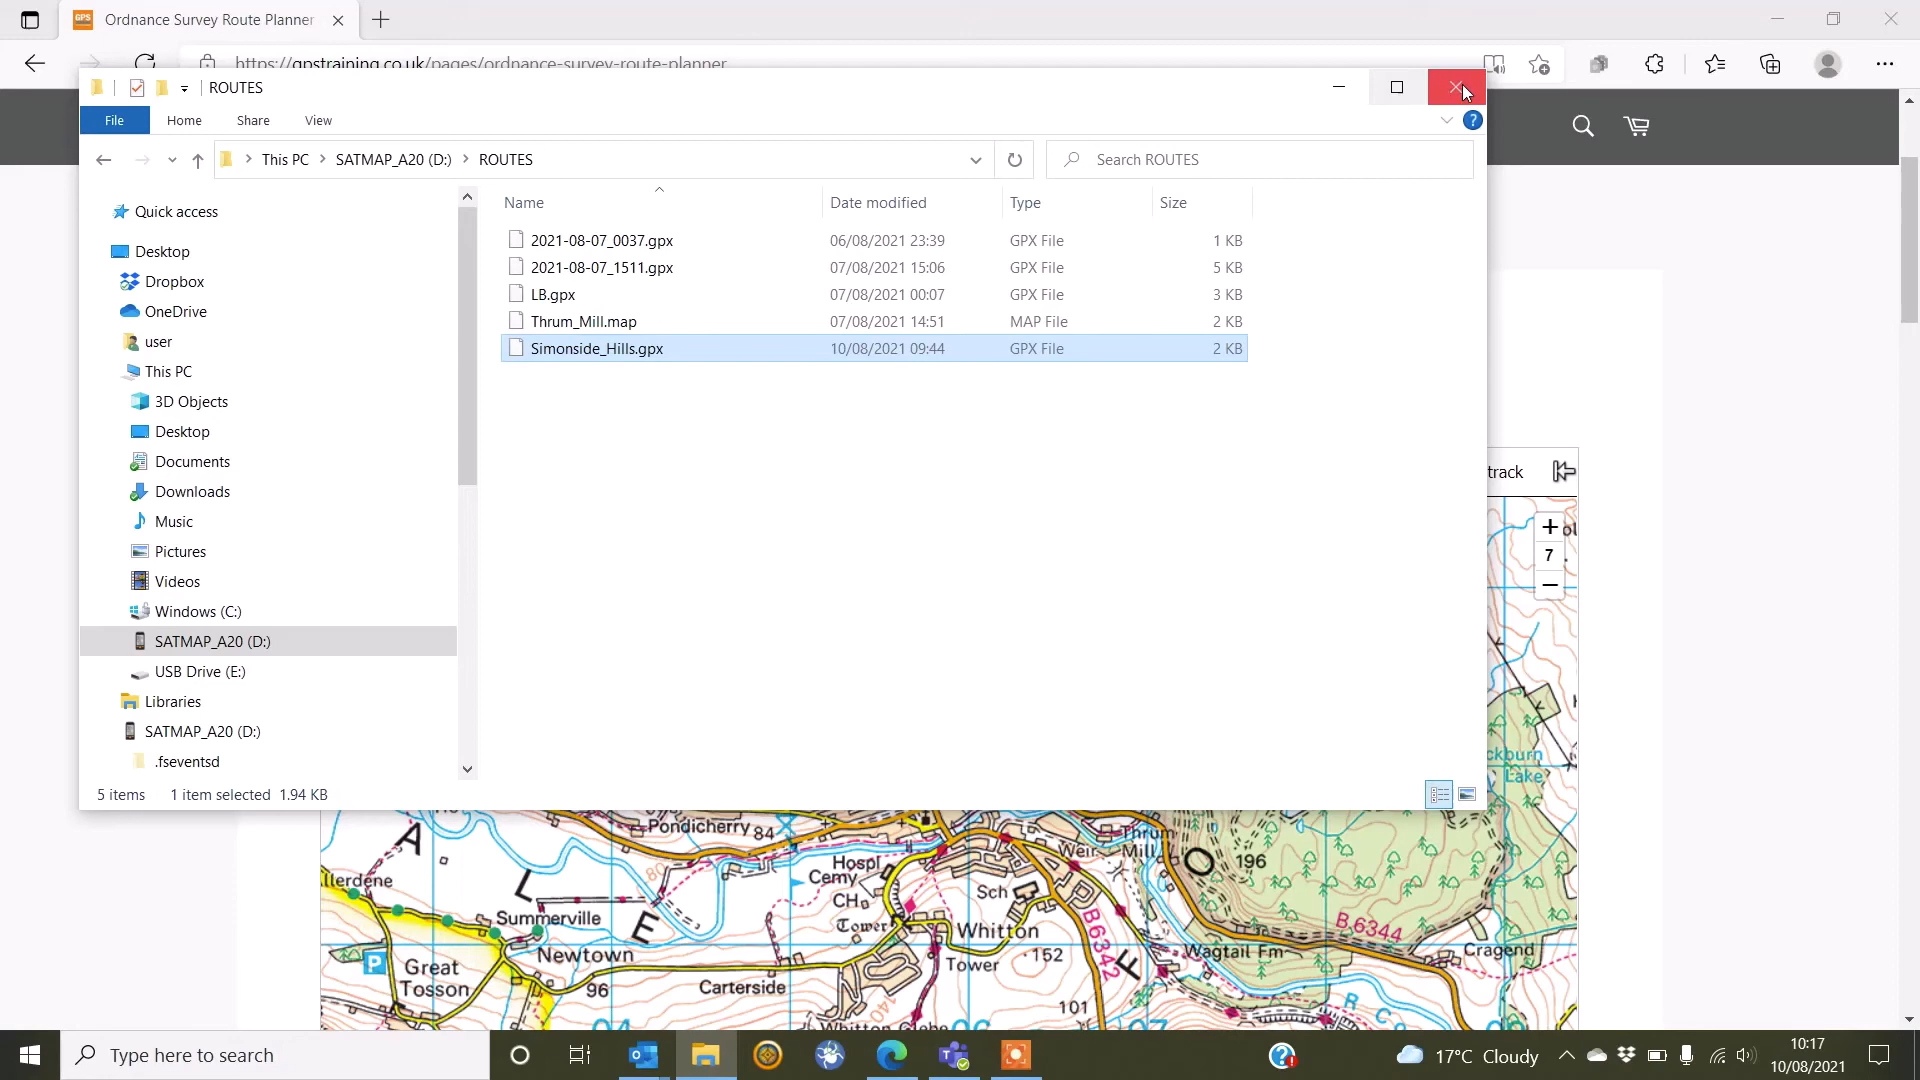 Ordnance Survey Route Planner
https://gpstraining.co.uk/pages/ordnance-survey-route-planner
ROUTES
File Home Share View
This PC > SATMAP_A20 (D:) > ROUTES
Search ROUTES
Name Date modified Type Size
2021-08-07_0037.gpx 06/08/2021 23:39 GPX File 1 KB
2021-08-07_1511.gpx 07/08/2021 15:06 GPX File 5 KB
LB.gpx 07/08/2021 00:07 GPX File 3 KB
Thrum_Mill.map 07/08/2021 14:51 MAP File 2 KB
Simonside_Hills.gpx 10/08/2021 09:44 GPX File 2 KB
Quick access
Desktop
Dropbox
OneDrive
user
This PC
3D Objects
Desktop
Documents
Downloads
Music
Pictures
Videos
Windows (C:)
SATMAP_A20 (D:)
USB Drive (E:)
Libraries
SATMAP_A20 (D:)
.fseventsd
5 items 1 item selected 1.94 KB
track
+
7
−
Lake
Pondicherry 84
Thrum
Mill
Weir
Hospl
Cemy
CH
Tower
Sch
196
A
L
E
F
O
P
Summerville
Newtown
Great
Tosson
96
Carterside
Whitton
Tower
152
101
B6342
B 6344
Wagtail Fm
Cragend
R
Type here to search
17°C Cloudy
10:17
10/08/2021